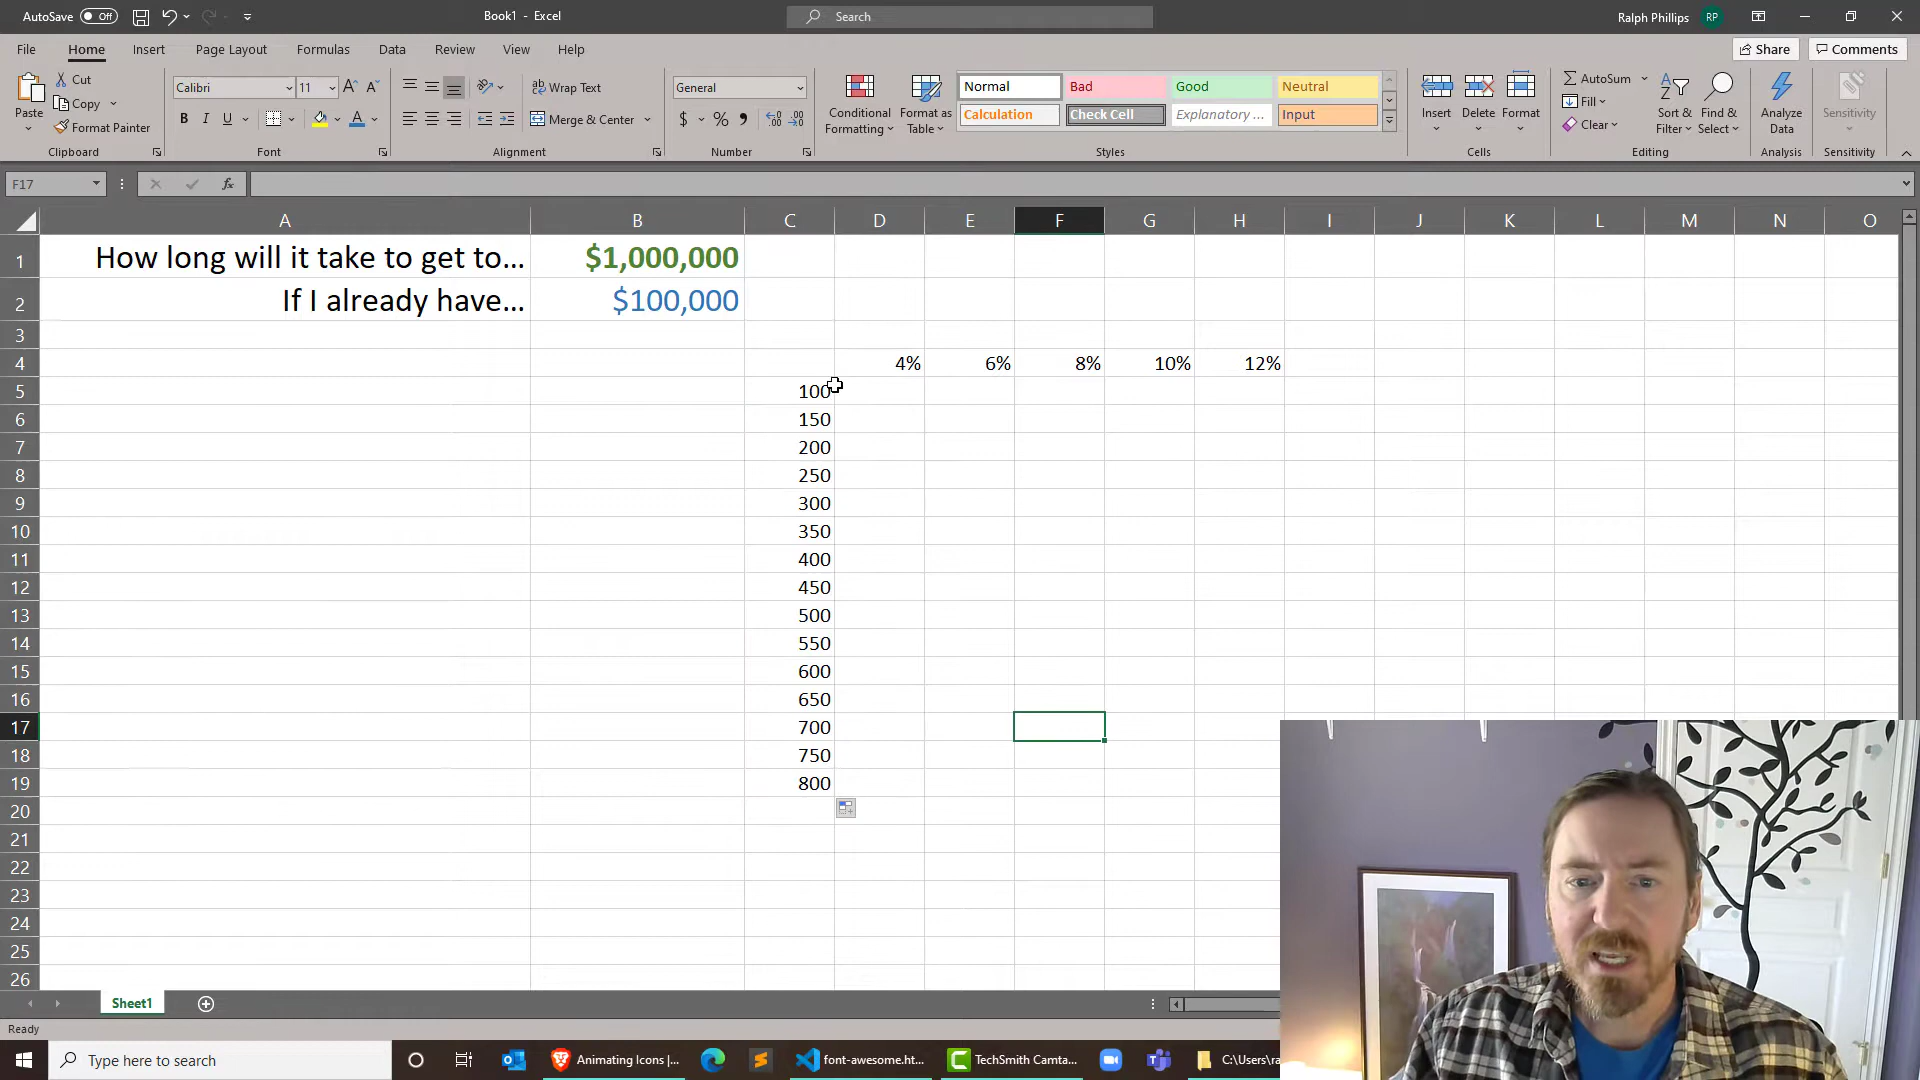 AutoSave Off Book1 - Excel Search Ralph Phillips RP
File Home Insert Page Layout Formulas Data Review View Help Share Comments
Paste Cut Copy Format Painter Clipboard
Calibri 11 B I U Font
Wrap Text Merge & Center Alignment
General $ % Number
Conditional Formatting Format as Table Normal Bad Good Neutral
Calculation Check Cell Explanatory ... Input Styles
Insert Delete Format Cells
AutoSum Fill Clear Sort & Filter Find & Select Editing
Analyze Data Analysis Sensitivity Sensitivity
F17 fx
A B C D E F G H I J K L M N O
1 How long will it take to get to... $1,000,000
2 If I already have... $100,000
3
4 4% 6% 8% 10% 12%
5 100
6 150
7 200
8 250
9 300
10 350
11 400
12 450
13 500
14 550
15 600
16 650
17 700
18 750
19 800
20
21
22
23
24
25
26
Sheet1
Ready
Type here to search Animating Icons |... font-awesome.ht... TechSmith Camta... C:\Users\ra